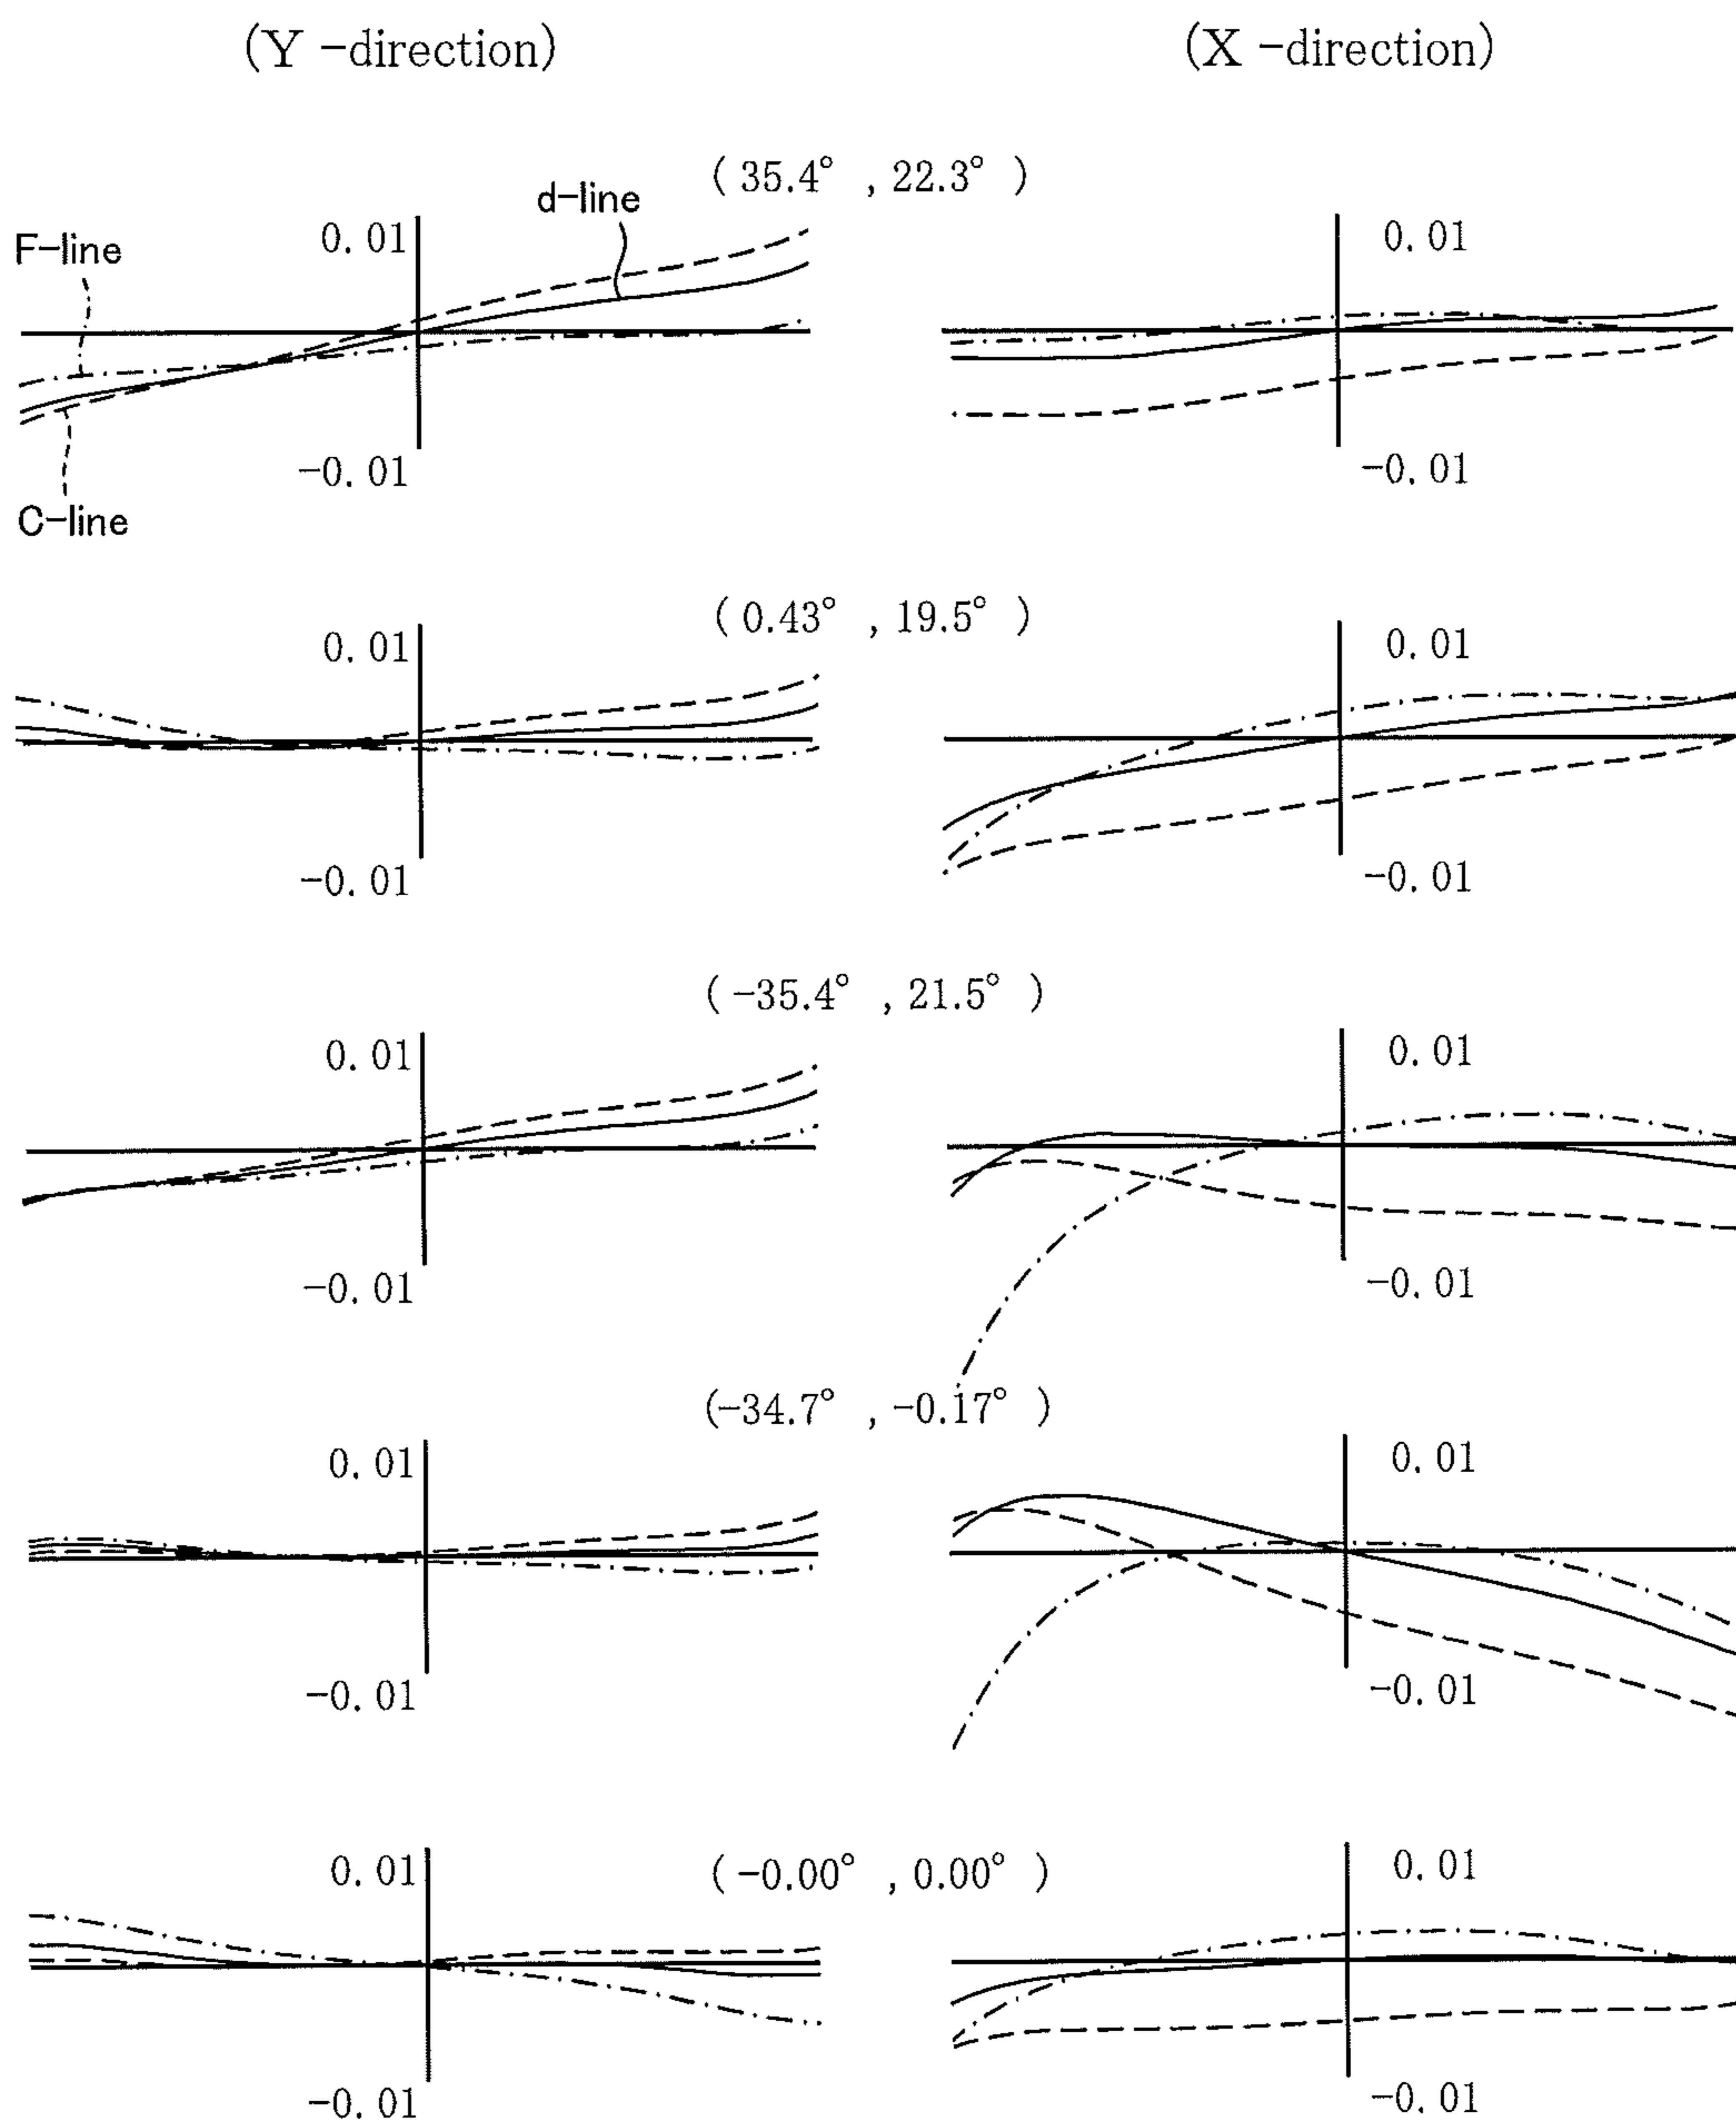 (Y -direction) (X -direction)
( 35.4° , 22.3° )
d-line
F-line
0.01 0.01
-0.01 -0.01
C-line
( 0.43° , 19.5° )
0.01 0.01
-0.01 -0.01
( -35.4° , 21.5° )
0.01 0.01
-0.01 -0.01
(-34.7° , -0.17° )
0.01 0.01
-0.01 -0.01
0.01 ( -0.00° , 0.00° ) 0.01
-0.01 -0.01